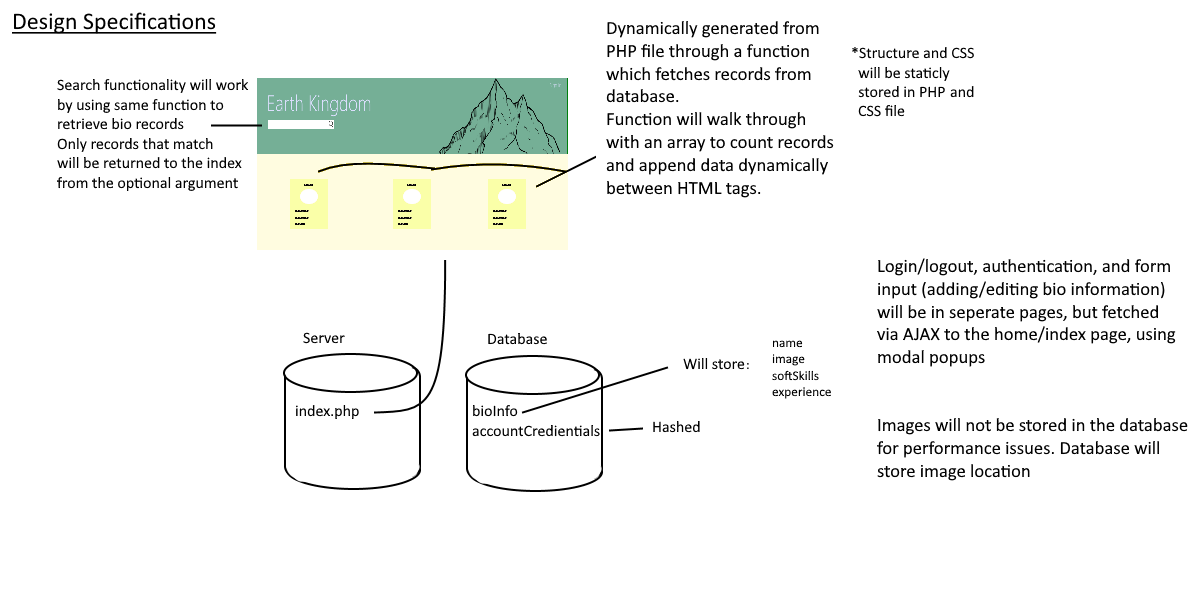 Design Specifications
Search functionality will work
by using same function to
retrieve bio records
Only records that match
will be returned to the index
from the optional argument
Earth Kingdom
Dynamically generated from
PHP file through a function
which fetches records from
database.
Function will walk through
with an array to count records
and append data dynamically
between HTML tags.
*Structure and CSS
will be staticly
stored in PHP and
CSS file
Login/logout, authentication, and form
input (adding/editing bio information)
will be in seperate pages, but fetched
via AJAX to the home/index page, using
modal popups
Server
index.php
Database
bioInfo
accountCredientials
Will store:
name
image
softSkills
experience
Hashed
Images will not be stored in the database
for performance issues. Database will
store image location